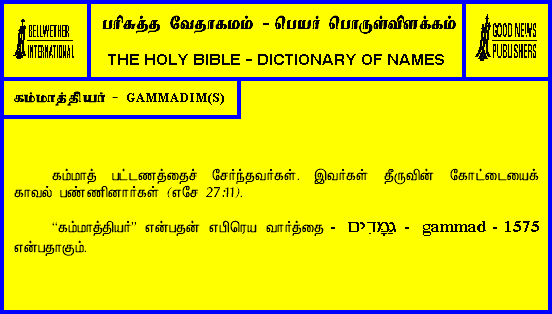 BELLWETHER
INTERNATIONAL
பரிசுத்த வேதாகமம் - பெயர் பொருள்விளக்கம்
THE HOLY BIBLE - DICTIONARY OF NAMES
GOOD NEWS
PUBLISHERS
கம்மாத்தியர் - GAMMADIM(S)
கம்மாத் பட்டணத்தைச் சேர்ந்தவர்கள். இவர்கள் தீருவின் கோட்டையைக்
காவல் பண்ணினார்கள் (எசே 27:11).
“கம்மாத்தியர்” என்பதன் எபிரெய வார்த்தை - גַּמָּדִים - gammad - 1575
என்பதாகும்.